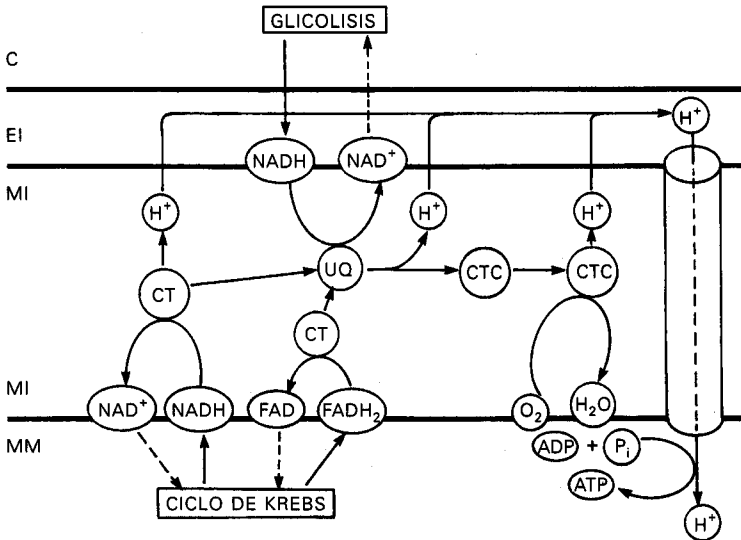 GLICOLISIS
C
EI
H⁺
NADH
NAD⁺
MI
H⁺
H⁺
H⁺
CT
UQ
CTC
CTC
CT
MI
NAD⁺
NADH
FAD
FADH₂
O₂
H₂O
MM
ADP + Pᵢ
ATP
CICLO DE KREBS
H⁺